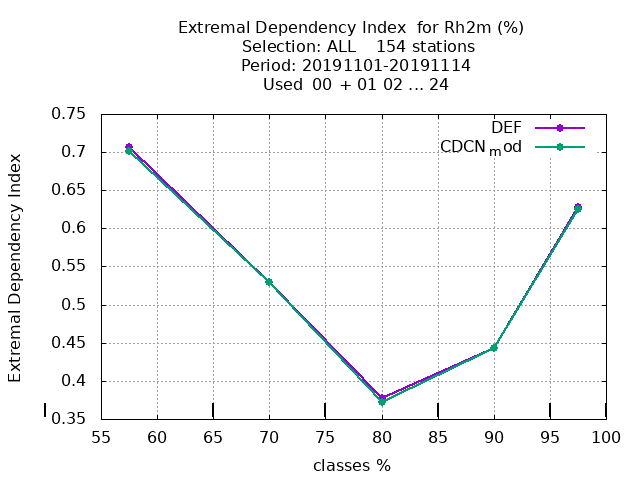 Extremal Dependency Index  for Rh2m (%)
Selection: ALL    154 stations
Period: 20191101-20191114
Used  00  + 01 02 ... 24
0.75
0.7
0.65
0.6
0.55
0.5
0.45
0.4
0.35
Extremal Dependency Index
DEF
CDCNmod
55 60 65 70 75 80 85 90 95 100
classes %